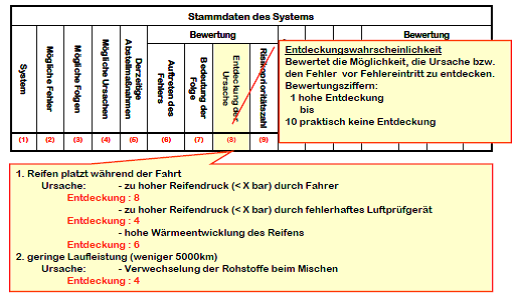 Stammdaten des Systems
Bewertung
Bewertung
System
Mögliche Fehler
Mögliche Folgen
Mögliche Ursachen
Derzeitige
Abstellmaßnahmen
Auftreten des
Fehlers
Bedeutung der
Folge
Entdeckung der
Ursache
Risikoprioritätszahl
(1)
(2)
(3)
(4)
(5)
(6)
(7)
(8)
(9)
Entdeckungswahrscheinlichkeit
Bewertet die Möglichkeit, die Ursache bzw.
den Fehler vor Fehlereintritt zu entdecken.
Bewertungsziffern:
1 hohe Entdeckung
bis
10 praktisch keine Entdeckung
1. Reifen platzt während der Fahrt
Ursache: - zu hoher Reifendruck (< X bar) durch Fahrer
Entdeckung : 8
- zu hoher Reifendruck (< X bar) durch fehlerhaftes Luftprüfgerät
Entdeckung : 4
- hohe Wärmeentwicklung des Reifens
Entdeckung : 6
2. geringe Laufleistung (weniger 5000km)
Ursache: - Verwechselung der Rohstoffe beim Mischen
Entdeckung : 4